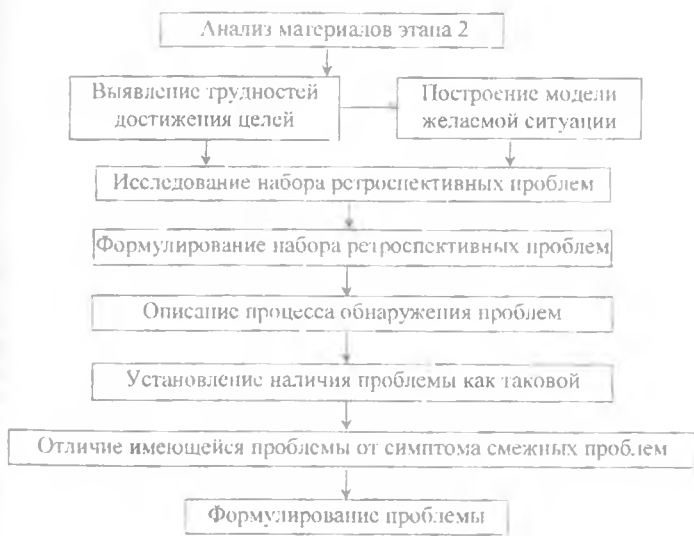 Анализ материалов этапа 2
Выявление трудностей
достижения целей
Построение модели
желаемой ситуации
Исследование набора ретроспективных проблем
Формулирование набора ретроспективных проблем
Описание процесса обнаружения проблем
Установление наличия проблемы как таковой
Отличие имеющейся проблемы от симптома смежных проблем
Формулирование проблемы